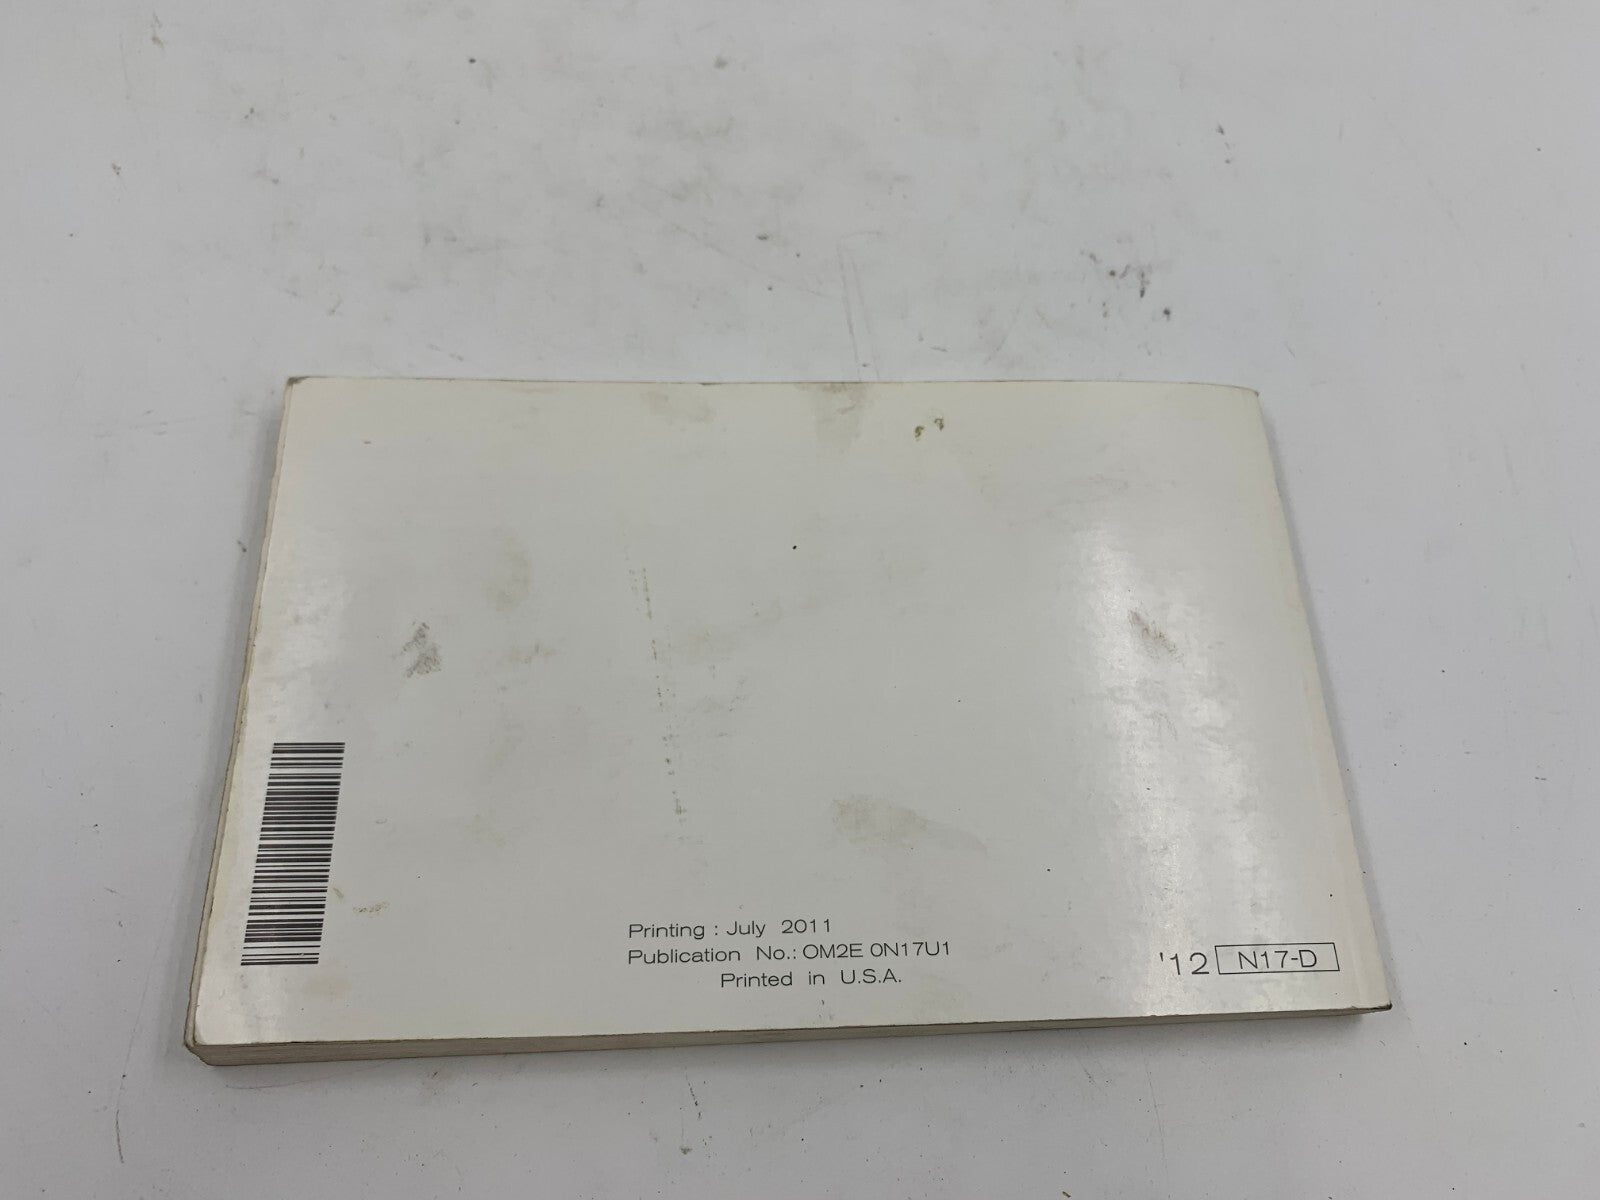 Printing : July 2011
Publication No.: OM2E 0N17U1
Printed in U.S.A.
'12 N17-D